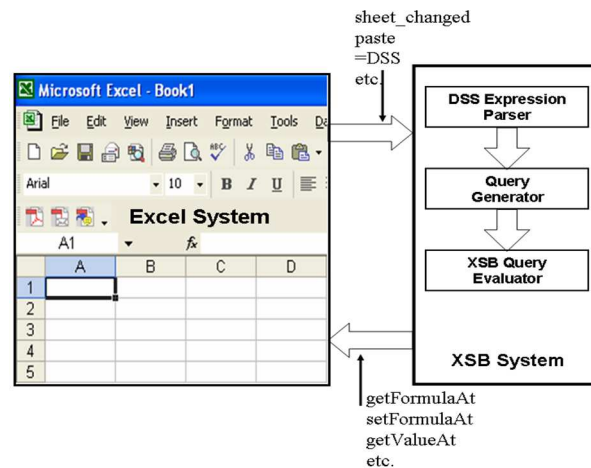 sheet_changed
paste
=DSS
etc.
Microsoft Excel - Book1
File Edit View Insert Format Tools Da
Arial 10 B I U
Excel System
A1 fx
A B C D
1
2
3
4
5
DSS Expression
Parser
Query
Generator
XSB Query
Evaluator
XSB System
getFormulaAt
setFormulaAt
getValueAt
etc.